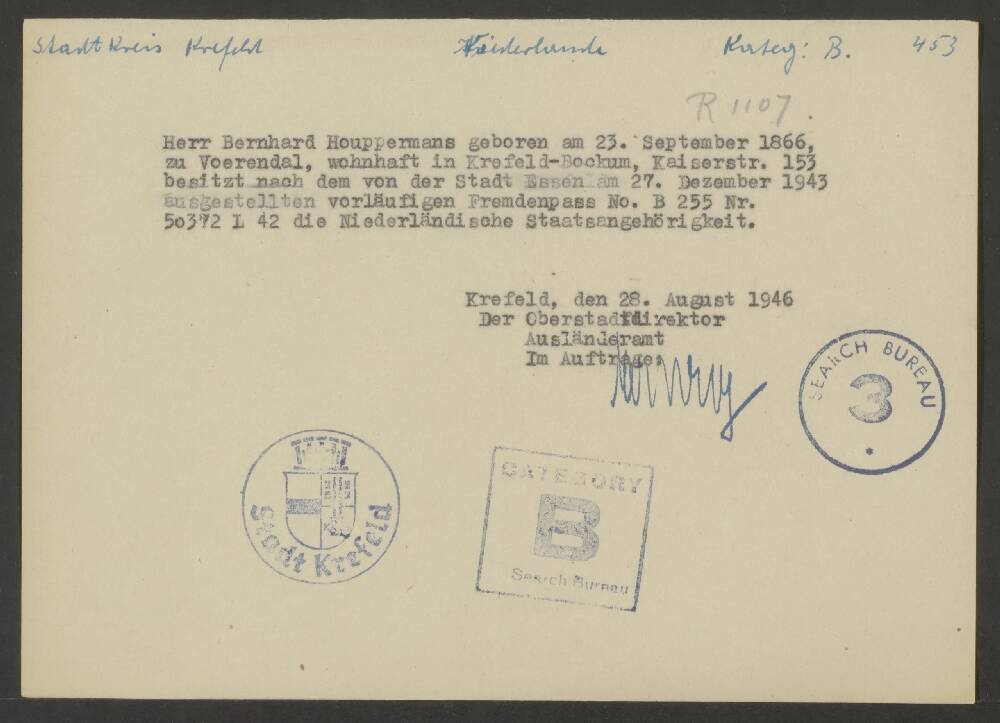 Stadtkreis Krefeld Niederlande Kateg: B. 453
R 1107.
Herr Bernhard Houppermans geboren am 23. September 1866,
zu Voerendal, wohnhaft in Krefeld-Bockum, Kaiserstr. 153
besitzt nach dem von der Stadt Essen am 27. Dezember 1943
ausgestellten vorläufigen Fremdenpass No. B 255 Nr.
50372 L 42 die Niederländische Staatsangehörigkeit.
Krefeld, den 28. August 1946
Der Oberstadtdirektor
Ausländeramt
Im Auftrage:
SEARCH BUREAU
3
Stadt Krefeld
CATEGORY
B
Search Bureau